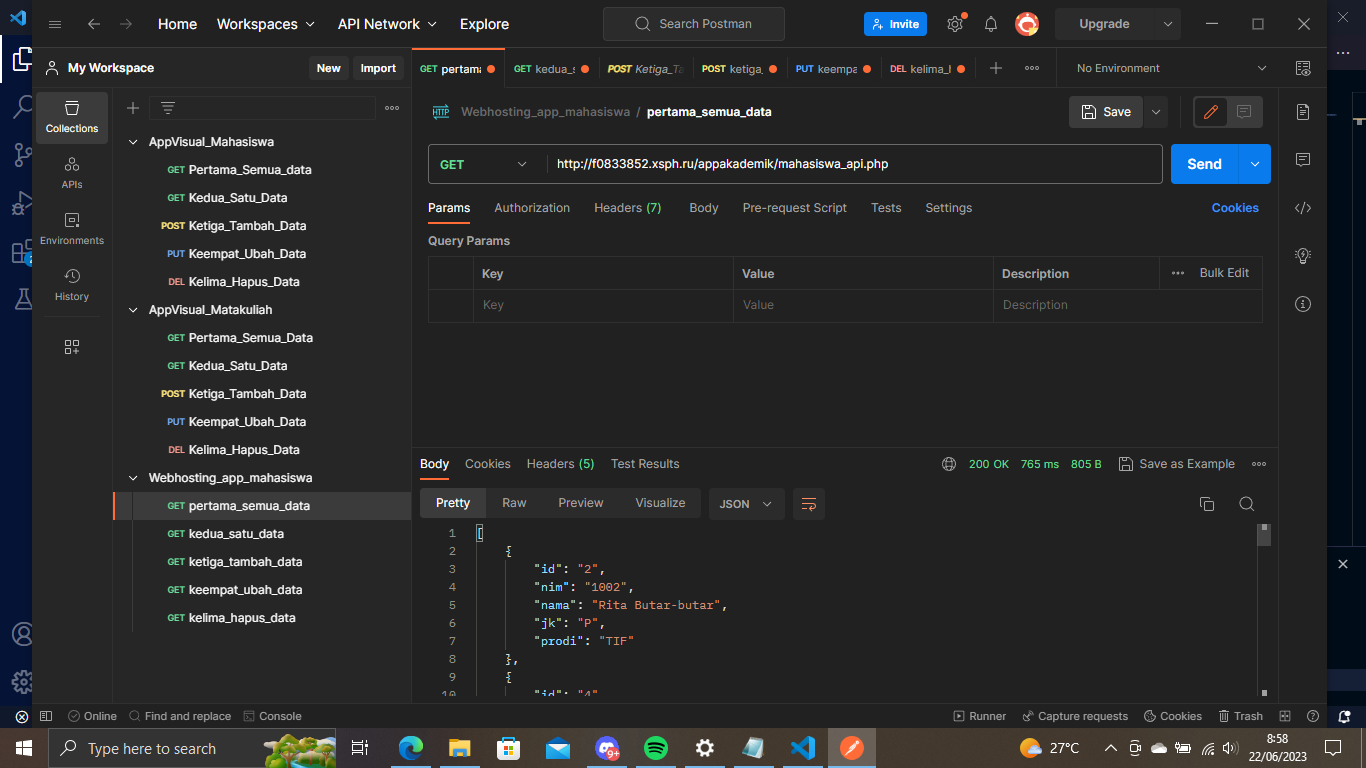 Home Workspaces API Network Explore Search Postman Invite Upgrade
My Workspace New Import GET pertama GET kedua_s POST Ketiga_Ta POST ketiga_ PUT keempa DEL kelima_h No Environment
Webhosting_app_mahasiswa / pertama_semua_data Save
Collections
AppVisual_Mahasiswa
GET http://f0833852.xsph.ru/appakademik/mahasiswa_api.php Send
GET Pertama_Semua_data
APIs
GET Kedua_Satu_Data
Params Authorization Headers (7) Body Pre-request Script Tests Settings Cookies
POST Ketiga_Tambah_Data
Environments
Query Params
PUT Keempat_Ubah_Data
Key Value Description Bulk Edit
DEL Kelima_Hapus_Data
History
Key Value Description
AppVisual_Matakuliah
GET Pertama_Semua_Data
GET Kedua_Satu_Data
POST Ketiga_Tambah_Data
PUT Keempat_Ubah_Data
DEL Kelima_Hapus_Data
Body Cookies Headers (5) Test Results 200 OK 765 ms 805 B Save as Example
Webhosting_app_mahasiswa
GET pertama_semua_data
Pretty Raw Preview Visualize JSON
GET kedua_satu_data
GET ketiga_tambah_data
GET keempat_ubah_data
GET kelima_hapus_data
1 [
2 {
3 "id": "2",
4 "nim": "1002",
5 "nama": "Rita Butar-butar",
6 "jk": "P",
7 "prodi": "TIF"
8 },
9 {
10 "id": "4"
Online Find and replace Console Runner Capture requests Cookies Trash
Type here to search 9+ 27°C 8:58
22/06/2023